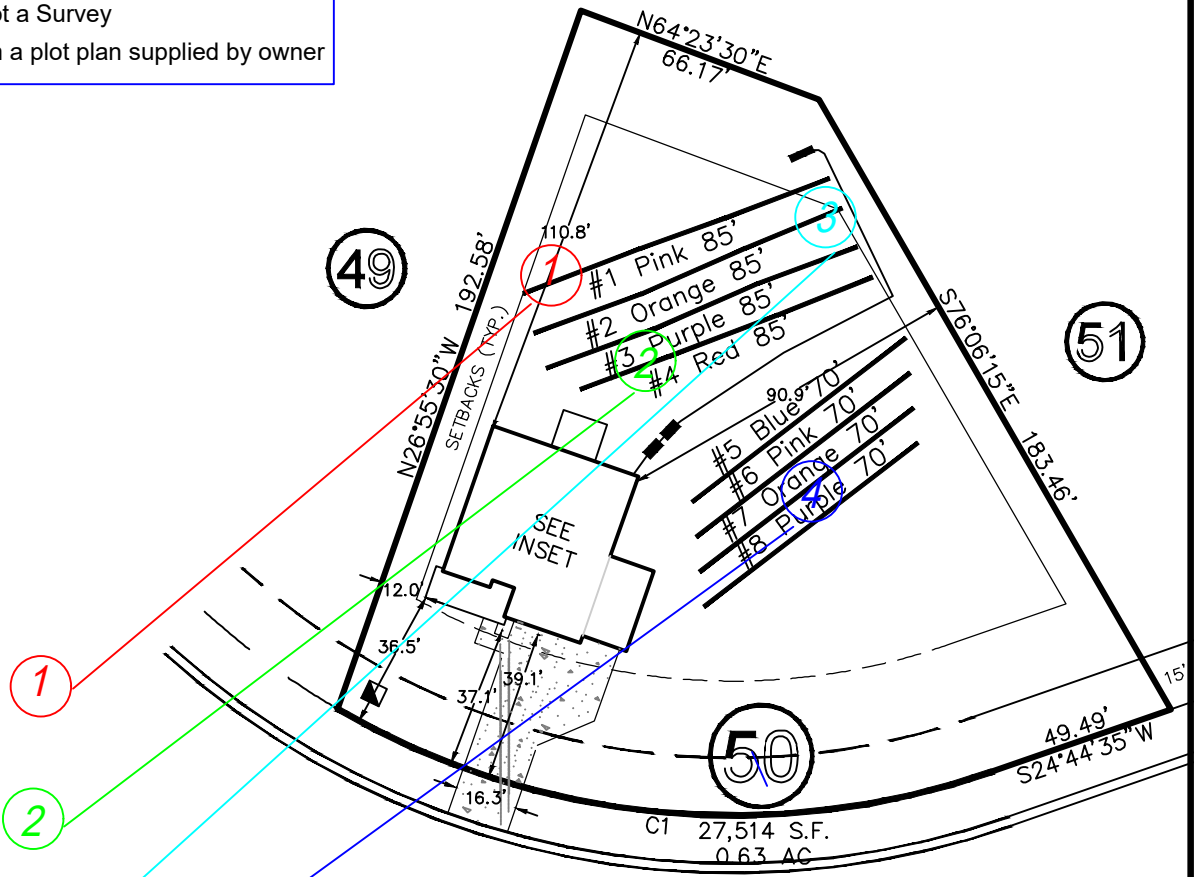 ot a Survey
a plot plan supplied by owner
N64°23'30"E
66.17'
110.8'
49
192.58'
N26°55'30"W
SETBACKS (TYP.)
1
3
#1 Pink 85'
#2 Orange 85'
#3 Purple 85'
2
#4 Red 85'
S76°06'15"E
183.46'
51
90.9'
#5 Blue 70'
#6 Pink 70'
#7 Orange 70'
4
#8 Purple 70'
SEE
INSET
12.0'
36.5'
37.1'
39.1'
16.3'
1
2
50
15'
49.49'
S24°44'35"W
C1 27,514 S.F.
0.63 AC